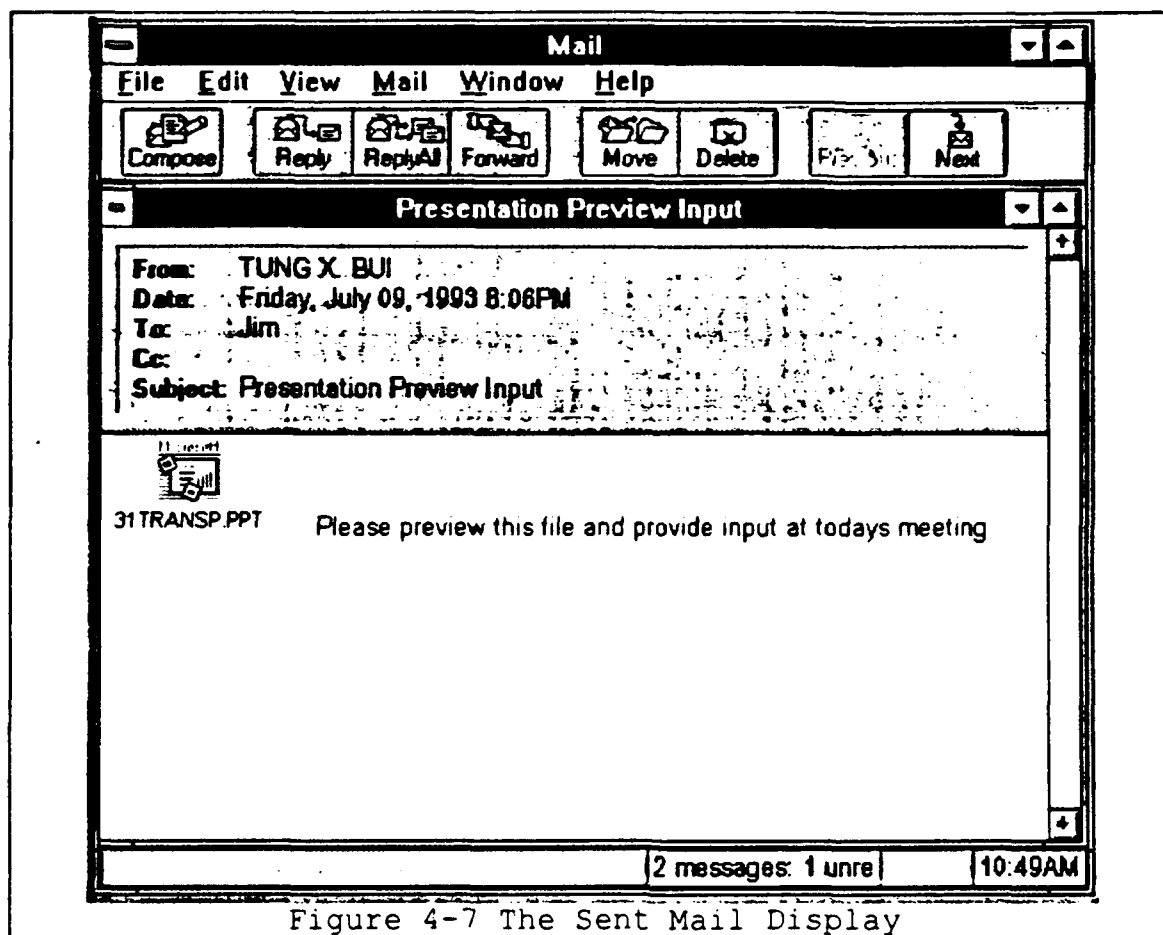 Mail
File Edit View Mail Window Help
Compose Reply ReplyAll Forward Move Delete Next
Presentation Preview Input
From: TUNG X. BUI
Date: Friday, July 09, 1993 6:06PM
To: Jim
Cc:
Subject: Presentation Preview Input
31TRANSP.PPT Please preview this file and provide input at todays meeting
2 messages: 1 unre 10:49AM
Figure 4-7 The Sent Mail Display